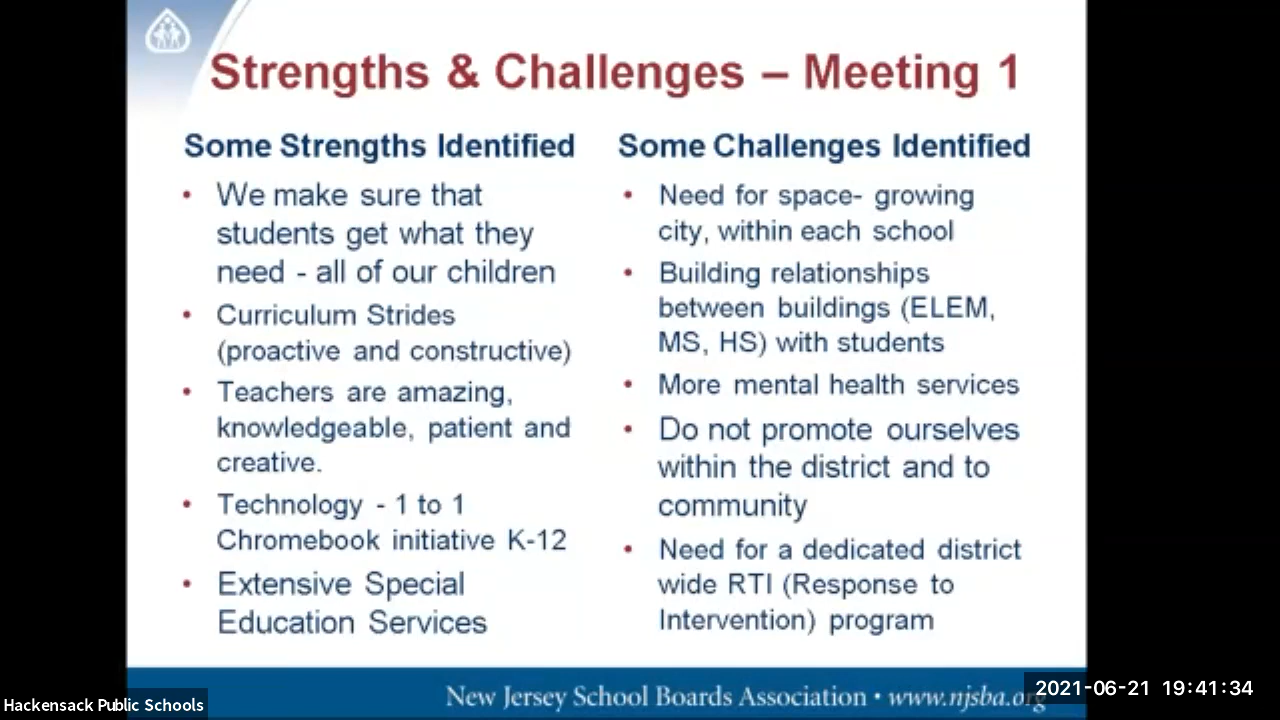 Strengths & Challenges – Meeting 1
Some Strengths Identified
• We make sure that
students get what they
need - all of our children
• Curriculum Strides
(proactive and constructive)
• Teachers are amazing,
knowledgeable, patient and
creative.
• Technology - 1 to 1
Chromebook initiative K-12
• Extensive Special
Education Services
Some Challenges Identified
• Need for space- growing
city, within each school
• Building relationships
between buildings (ELEM,
MS, HS) with students
• More mental health services
• Do not promote ourselves
within the district and to
community
• Need for a dedicated district
wide RTI (Response to
Intervention) program
New Jersey School Boards Association • www.njsba.org
2021-06-21 19:41:34
Hackensack Public Schools